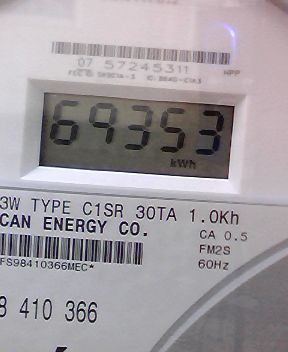 07 57245311
69353
kWh
3W TYPE C1SR 30TA 1.0Kh
CAN ENERGY CO.
CA 0.5
FM2S
60Hz
FS98410366MEC*
8 410 366